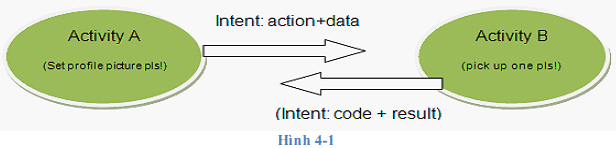 Intent: action+data
Activity A
(Set profile picture pls!)
Activity B
(pick up one pls!)
(Intent: code + result)
Hình 4-1